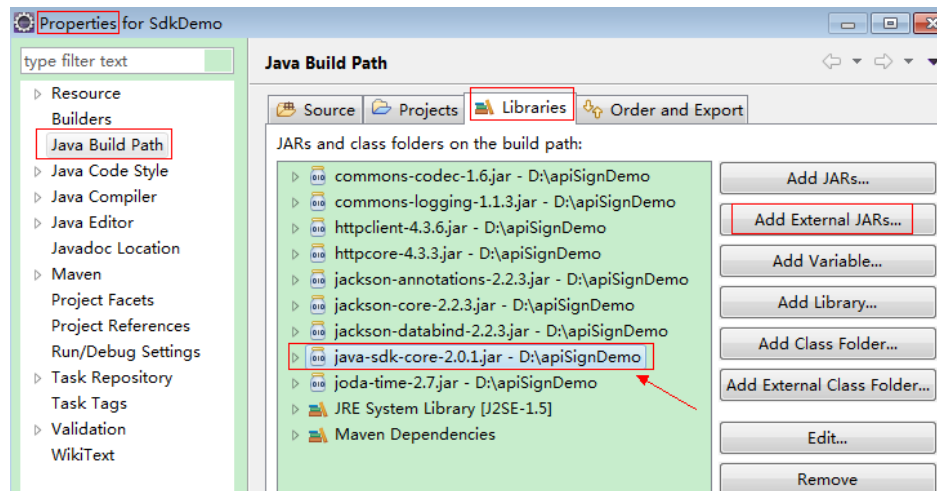 Properties for SdkDemo
type filter text
Resource
Builders
Java Build Path
Java Code Style
Java Compiler
Java Editor
Javadoc Location
Maven
Project Facets
Project References
Run/Debug Settings
Task Repository
Task Tags
Validation
WikiText
Java Build Path
Source Projects Libraries Order and Export
JARs and class folders on the build path:
commons-codec-1.6.jar - D:\apiSignDemo
commons-logging-1.1.3.jar - D:\apiSignDemo
httpclient-4.3.6.jar - D:\apiSignDemo
httpcore-4.3.3.jar - D:\apiSignDemo
jackson-annotations-2.2.3.jar - D:\apiSignDemo
jackson-core-2.2.3.jar - D:\apiSignDemo
jackson-databind-2.2.3.jar - D:\apiSignDemo
java-sdk-core-2.0.1.jar - D:\apiSignDemo
joda-time-2.7.jar - D:\apiSignDemo
JRE System Library [J2SE-1.5]
Maven Dependencies
Add JARs...
Add External JARs...
Add Variable...
Add Library...
Add Class Folder...
Add External Class Folder...
Edit...
Remove